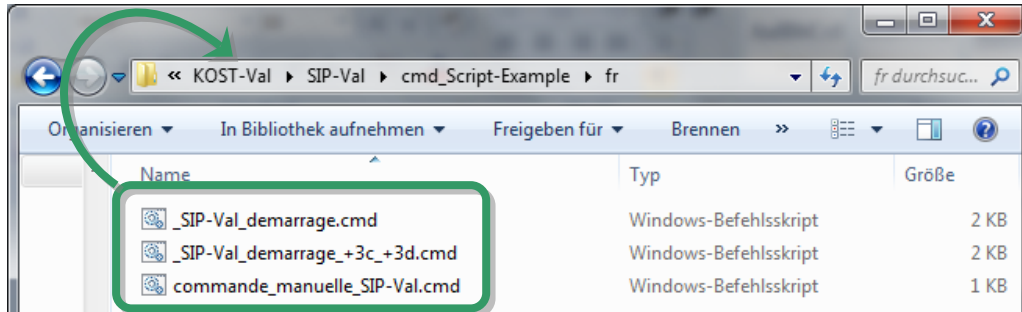 « KOST-Val ▸ SIP-Val ▸ cmd_Script-Example ▸ fr fr durchsuc...
Organisieren ▾ In Bibliothek aufnehmen ▾ Freigeben für ▾ Brennen »
Name Typ Größe
_SIP-Val_demarrage.cmd Windows-Befehlsskript 2 KB
_SIP-Val_demarrage_+3c_+3d.cmd Windows-Befehlsskript 2 KB
commande_manuelle_SIP-Val.cmd Windows-Befehlsskript 1 KB